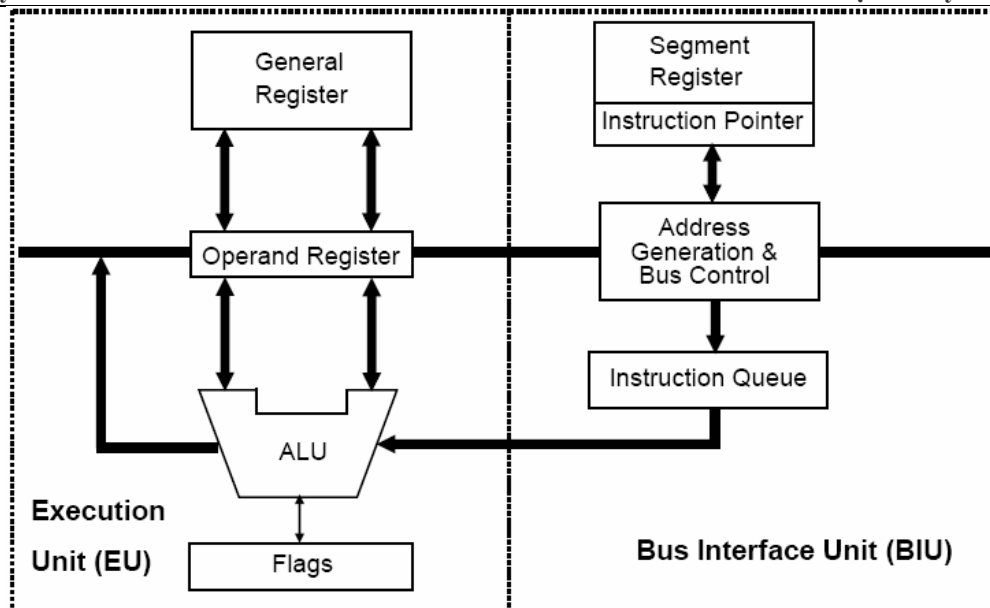 General
Register
Segment
Register
Instruction Pointer
Operand Register
Address
Generation &
Bus Control
Instruction Queue
ALU
Execution
Unit (EU)
Flags
Bus Interface Unit (BIU)